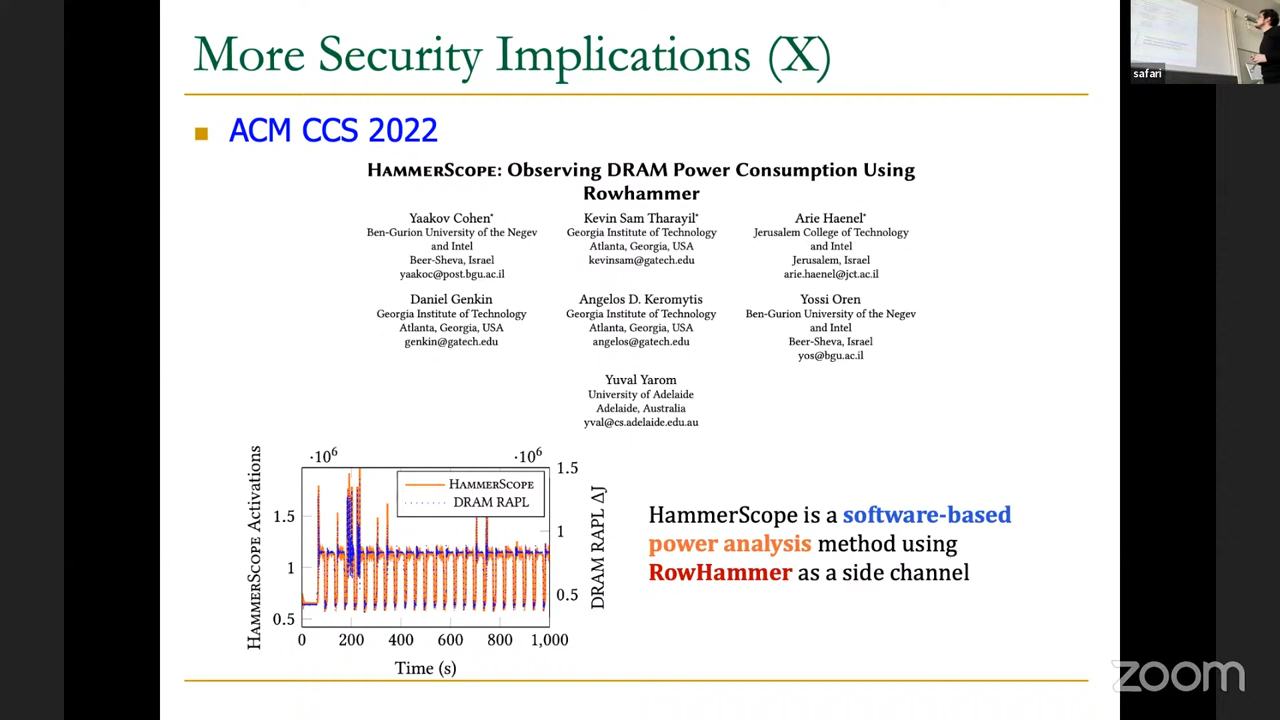 More Security Implications (X)
safari
ACM CCS 2022
HAMMERSCOPE: Observing DRAM Power Consumption Using
Rowhammer
Yaakov Cohen*
Ben-Gurion University of the Negev
and Intel
Beer-Sheva, Israel
yaakoc@post.bgu.ac.il
Kevin Sam Tharayil*
Georgia Institute of Technology
Atlanta, Georgia, USA
kevinsam@gatech.edu
Arie Haenel*
Jerusalem College of Technology
and Intel
Jerusalem, Israel
arie.haenel@jct.ac.il
Daniel Genkin
Georgia Institute of Technology
Atlanta, Georgia, USA
genkin@gatech.edu
Angelos D. Keromytis
Georgia Institute of Technology
Atlanta, Georgia, USA
angelos@gatech.edu
Yossi Oren
Ben-Gurion University of the Negev
and Intel
Beer-Sheva, Israel
yos@bgu.ac.il
Yuval Yarom
University of Adelaide
Adelaide, Australia
yval@cs.adelaide.edu.au
HAMMERSCOPE Activations
·10⁶
·10⁶
1.5
1
0.5
HAMMERSCOPE
DRAM RAPL
1.5
1
0.5
DRAM RAPL ΔJ
0 200 400 600 800 1,000
Time (s)
HammerScope is a software-based
power analysis method using
RowHammer as a side channel
zoom